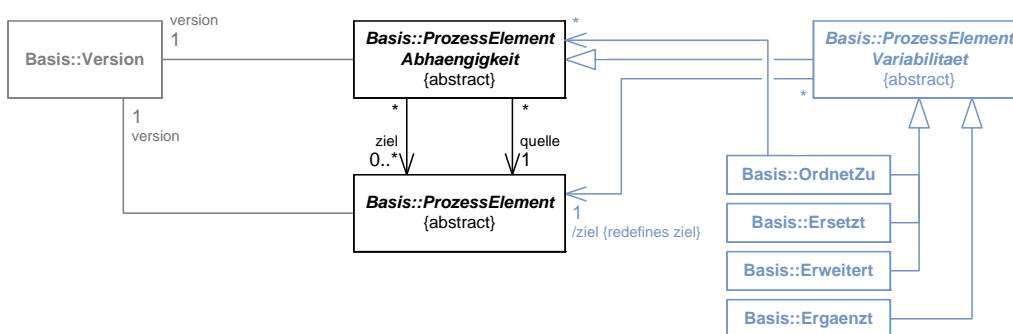 version
1
Basis::Version
1
version
Basis::ProzessElement
Abhaengigkeit
{abstract}
*
*
ziel
0..*
quelle
1
Basis::ProzessElement
{abstract}
*
1
/ziel {redefines ziel}
Basis::ProzessElement
Variabilitaet
{abstract}
*
Basis::OrdnetZu
Basis::Ersetzt
Basis::Erweitert
Basis::Ergaenzt